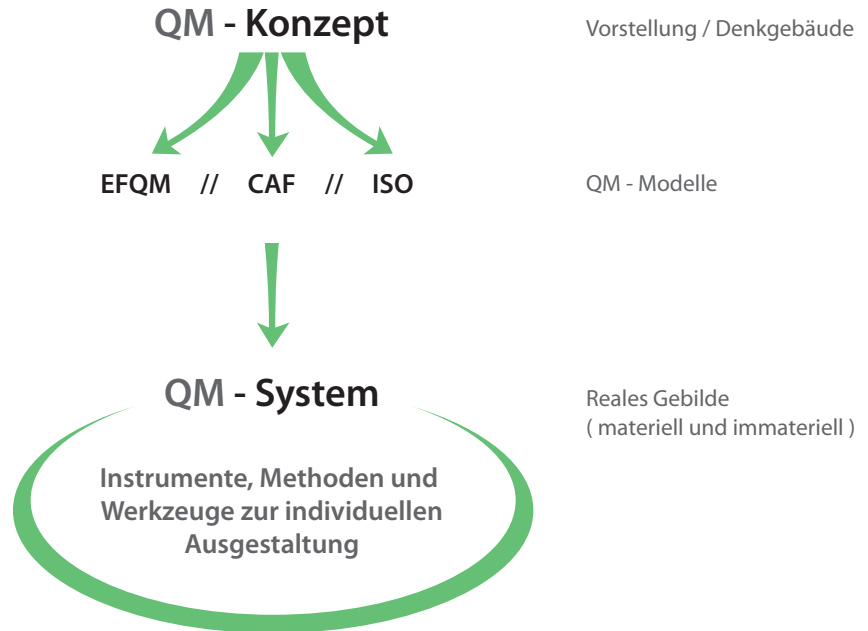 QM - Konzept
Vorstellung / Denkgebäude
EFQM // CAF // ISO
QM - Modelle
QM - System
Reales Gebilde
( materiell und immateriell )
Instrumente, Methoden und
Werkzeuge zur individuellen
Ausgestaltung